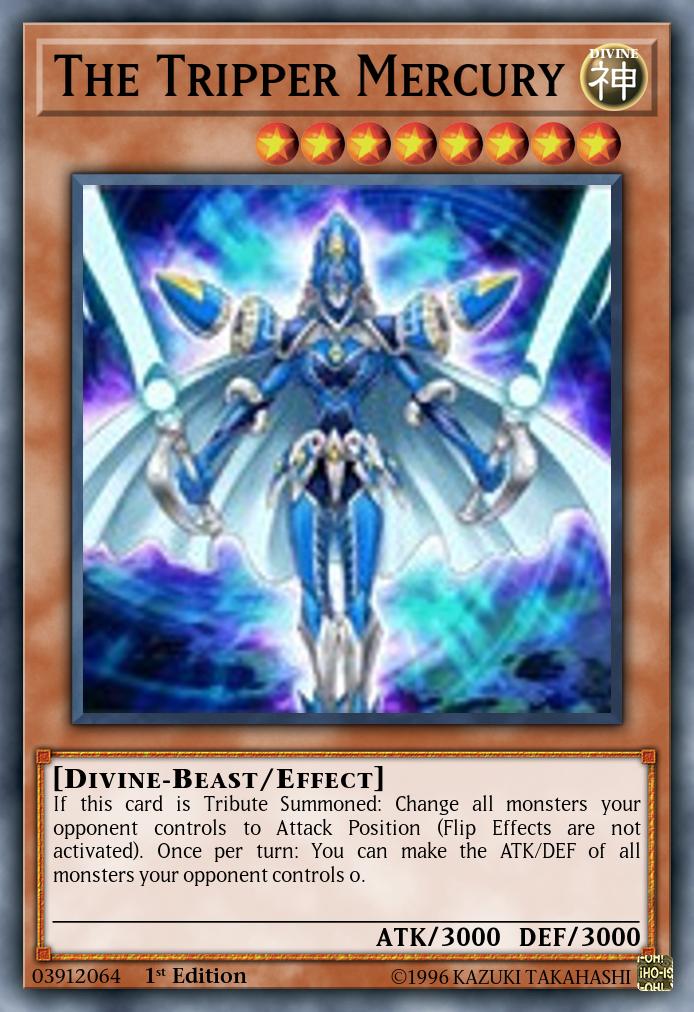 The Tripper Mercury
DIVINE
神
[Divine-Beast/Effect]
If this card is Tribute Summoned: Change all monsters your
opponent controls to Attack Position (Flip Effects are not
activated). Once per turn: You can make the ATK/DEF of all
monsters your opponent controls 0.
ATK/3000 DEF/3000
03912064 1st Edition ©1996 KAZUKI TAKAHASHI